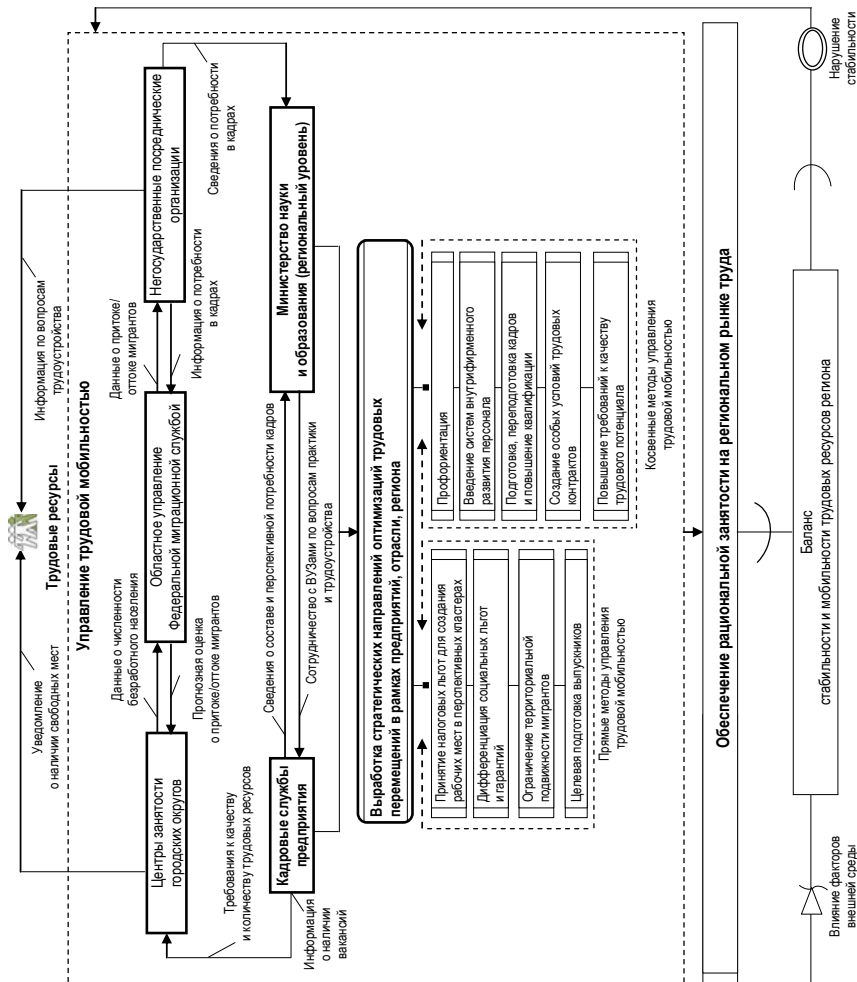 Трудовые ресурсы
Уведомление
о наличии свободных мест
Информация по вопросам
трудоустройства
Управление трудовой мобильностью
Центры занятости
городских округов
Данные о численности
безработного населения
Прогнозная оценка
о притоке/оттоке мигрантов
Областное управление
Федеральной миграционной службой
Данные о притоке/
оттоке мигрантов
Информация о потребности
в кадрах
Негосударственные посреднические
организации
Требования к качеству
и количеству трудовых ресурсов
Сведения о потребности
в кадрах
Информация
о наличии
вакансий
Кадровые службы
предприятия
Сведения о составе и перспективной потребности кадров
Сотрудничество с ВУЗами по вопросам практики
и трудоустройства
Министерство науки
и образования (региональный уровень)
Выработка стратегических направлений оптимизаций трудовых
перемещений в рамках предприятий, отрасли, региона
Принятие налоговых льгот для создания
рабочих мест в перспективных кластерах
Дифференциация социальных льгот
и гарантий
Ограничение территориальной
подвижности мигрантов
Целевая подготовка выпускников
Прямые методы управления
трудовой мобильностью
Профориентация
Введение систем внутрифирменного
развития персонала
Подготовка, переподготовка кадров
и повышение квалификации
Создание особых условий трудовых
контрактов
Повышение требований к качеству
трудового потенциала
Косвенные методы управления
трудовой мобильностью
Обеспечение рациональной занятости на региональном рынке труда
Влияние факторов
внешней среды
Баланс
стабильности и мобильности трудовых ресурсов региона
Нарушение
стабильности